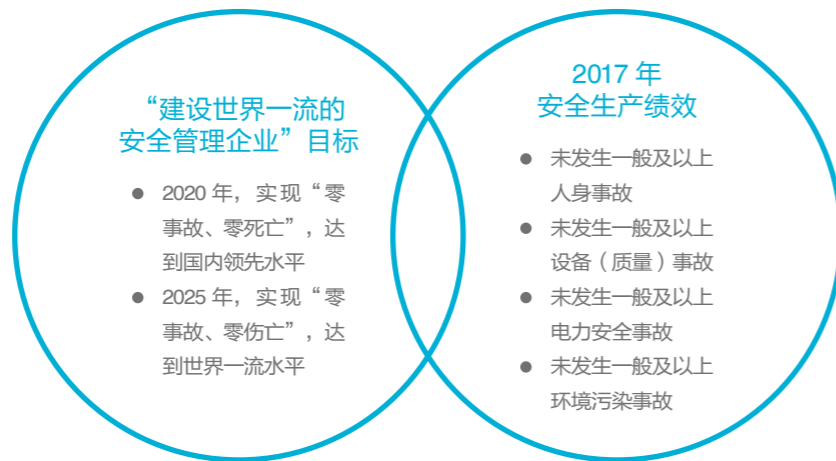 “建设世界一流的
安全管理企业”目标
● 2020 年，实现“零
事故、零死亡”，达
到国内领先水平
● 2025 年，实现“零
事故、零伤亡”，达
到世界一流水平
2017 年
安全生产绩效
● 未发生一般及以上
人身事故
● 未发生一般及以上
设备（质量）事故
● 未发生一般及以上
电力安全事故
● 未发生一般及以上
环境污染事故